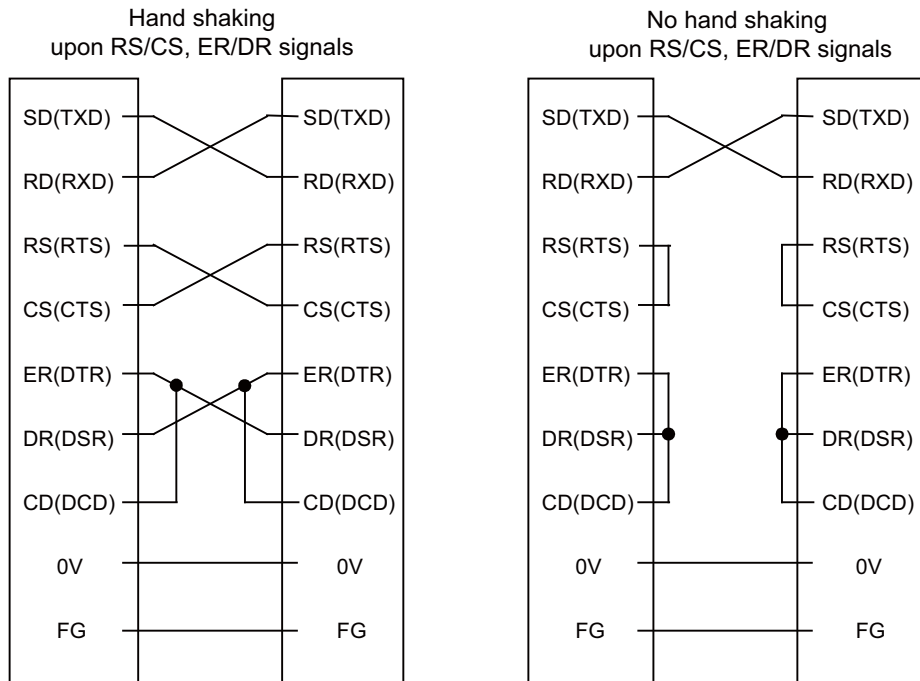 Hand shaking
upon RS/CS, ER/DR signals
SD(TXD) SD(TXD)
RD(RXD) RD(RXD)
RS(RTS) RS(RTS)
CS(CTS) CS(CTS)
ER(DTR) ER(DTR)
DR(DSR) DR(DSR)
CD(DCD) CD(DCD)
0V 0V
FG FG
No hand shaking
upon RS/CS, ER/DR signals
SD(TXD) SD(TXD)
RD(RXD) RD(RXD)
RS(RTS) RS(RTS)
CS(CTS) CS(CTS)
ER(DTR) ER(DTR)
DR(DSR) DR(DSR)
CD(DCD) CD(DCD)
0V 0V
FG FG